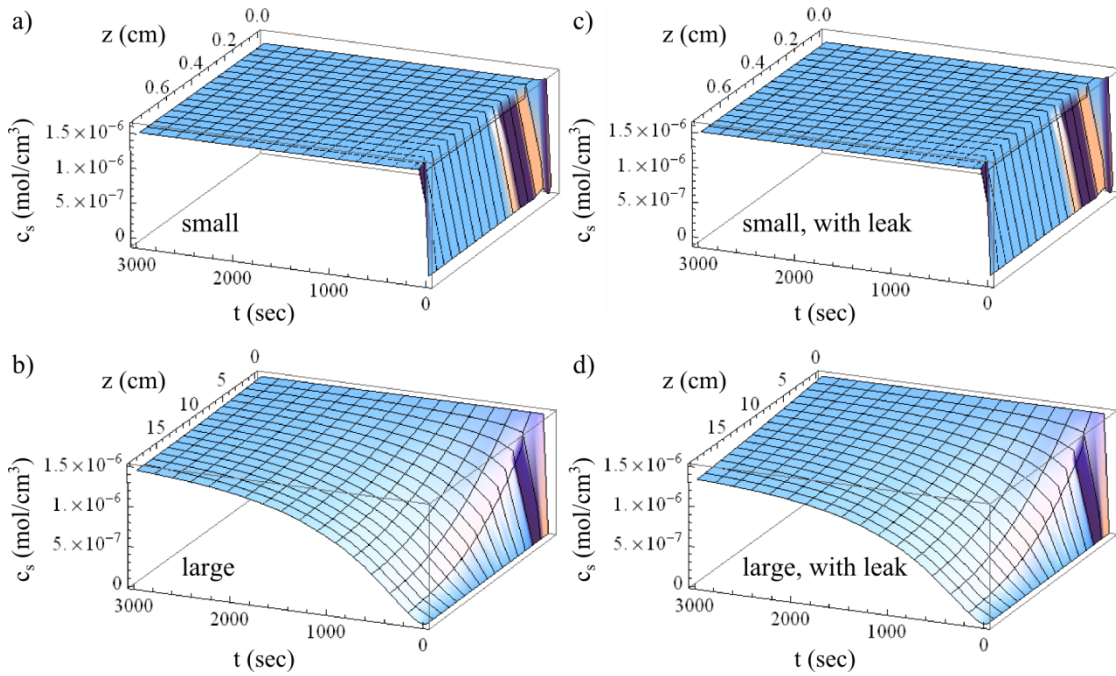 a)
0.0
z (cm)
0.2
0.4
0.6
1.5×10⁻⁶
1.×10⁻⁶
5.×10⁻⁷
0
cₛ (mol/cm³)
small
3000
2000
1000
0
t (sec)
c)
0.0
z (cm)
0.2
0.4
0.6
1.5×10⁻⁶
1.×10⁻⁶
5.×10⁻⁷
0
cₛ (mol/cm³)
small, with leak
3000
2000
1000
0
t (sec)
b)
0
z (cm)
5
10
15
1.5×10⁻⁶
1.×10⁻⁶
5.×10⁻⁷
0
cₛ (mol/cm³)
large
3000
2000
1000
0
t (sec)
d)
0
z (cm)
5
10
15
1.5×10⁻⁶
1.×10⁻⁶
5.×10⁻⁷
0
cₛ (mol/cm³)
large, with leak
3000
2000
1000
0
t (sec)